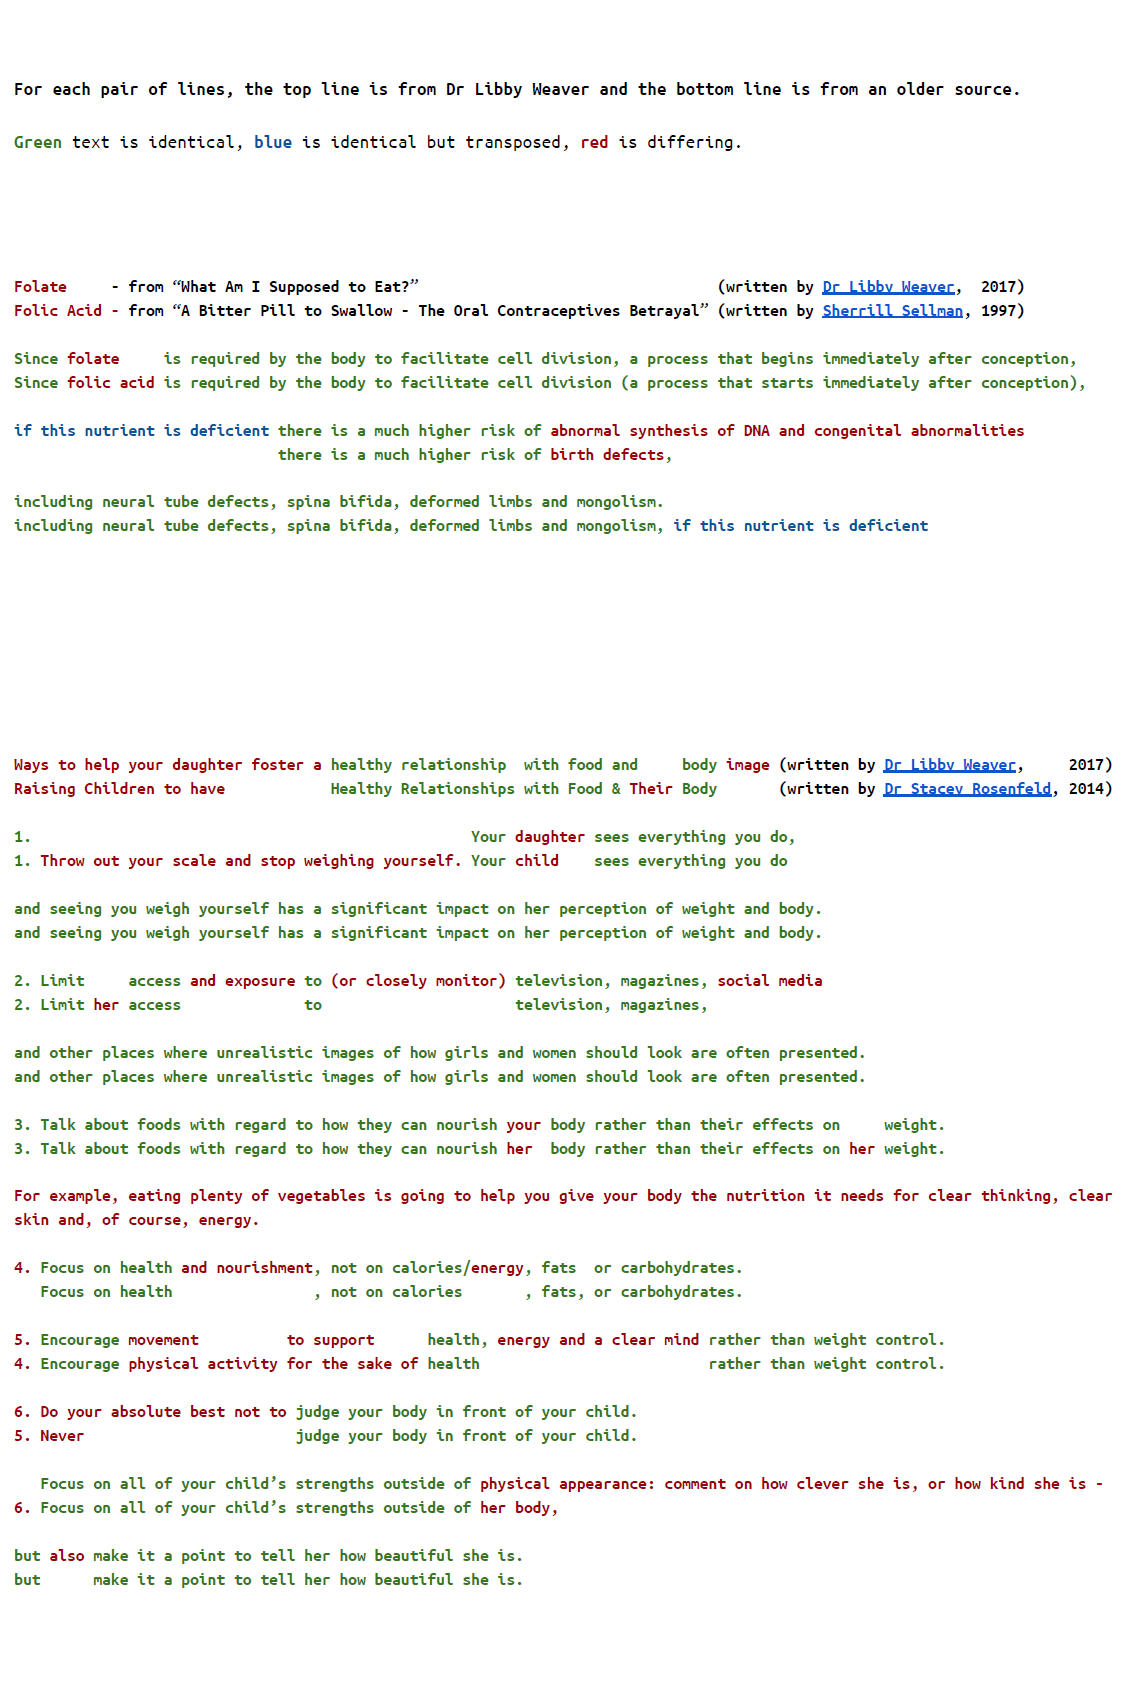 For each pair of lines, the top line is from Dr Libby Weaver and the bottom line is from an older source.
Green text is identical, blue is identical but transposed, red is differing.
Folate - from “What Am I Supposed to Eat?” (written by Dr Libby Weaver, 2017)
Folic Acid - from “A Bitter Pill to Swallow - The Oral Contraceptives Betrayal” (written by Sherrill Sellman, 1997)
Since folate is required by the body to facilitate cell division, a process that begins immediately after conception,
Since folic acid is required by the body to facilitate cell division (a process that starts immediately after conception),
if this nutrient is deficient there is a much higher risk of abnormal synthesis of DNA and congenital abnormalities
there is a much higher risk of birth defects,
including neural tube defects, spina bifida, deformed limbs and mongolism.
including neural tube defects, spina bifida, deformed limbs and mongolism, if this nutrient is deficient
Ways to help your daughter foster a healthy relationship with food and body image (written by Dr Libby Weaver, 2017)
Raising Children to have Healthy Relationships with Food & Their Body (written by Dr Stacey Rosenfeld, 2014)
1. Your daughter sees everything you do,
1. Throw out your scale and stop weighing yourself. Your child sees everything you do
and seeing you weigh yourself has a significant impact on her perception of weight and body.
and seeing you weigh yourself has a significant impact on her perception of weight and body.
2. Limit access and exposure to (or closely monitor) television, magazines, social media
2. Limit her access to television, magazines,
and other places where unrealistic images of how girls and women should look are often presented.
and other places where unrealistic images of how girls and women should look are often presented.
3. Talk about foods with regard to how they can nourish your body rather than their effects on weight.
3. Talk about foods with regard to how they can nourish her body rather than their effects on her weight.
For example, eating plenty of vegetables is going to help you give your body the nutrition it needs for clear thinking, clear
skin and, of course, energy.
4. Focus on health and nourishment, not on calories/energy, fats or carbohydrates.
Focus on health , not on calories , fats, or carbohydrates.
5. Encourage movement to support health, energy and a clear mind rather than weight control.
4. Encourage physical activity for the sake of health rather than weight control.
6. Do your absolute best not to judge your body in front of your child.
5. Never judge your body in front of your child.
Focus on all of your child’s strengths outside of physical appearance: comment on how clever she is, or how kind she is -
6. Focus on all of your child’s strengths outside of her body,
but also make it a point to tell her how beautiful she is.
but make it a point to tell her how beautiful she is.